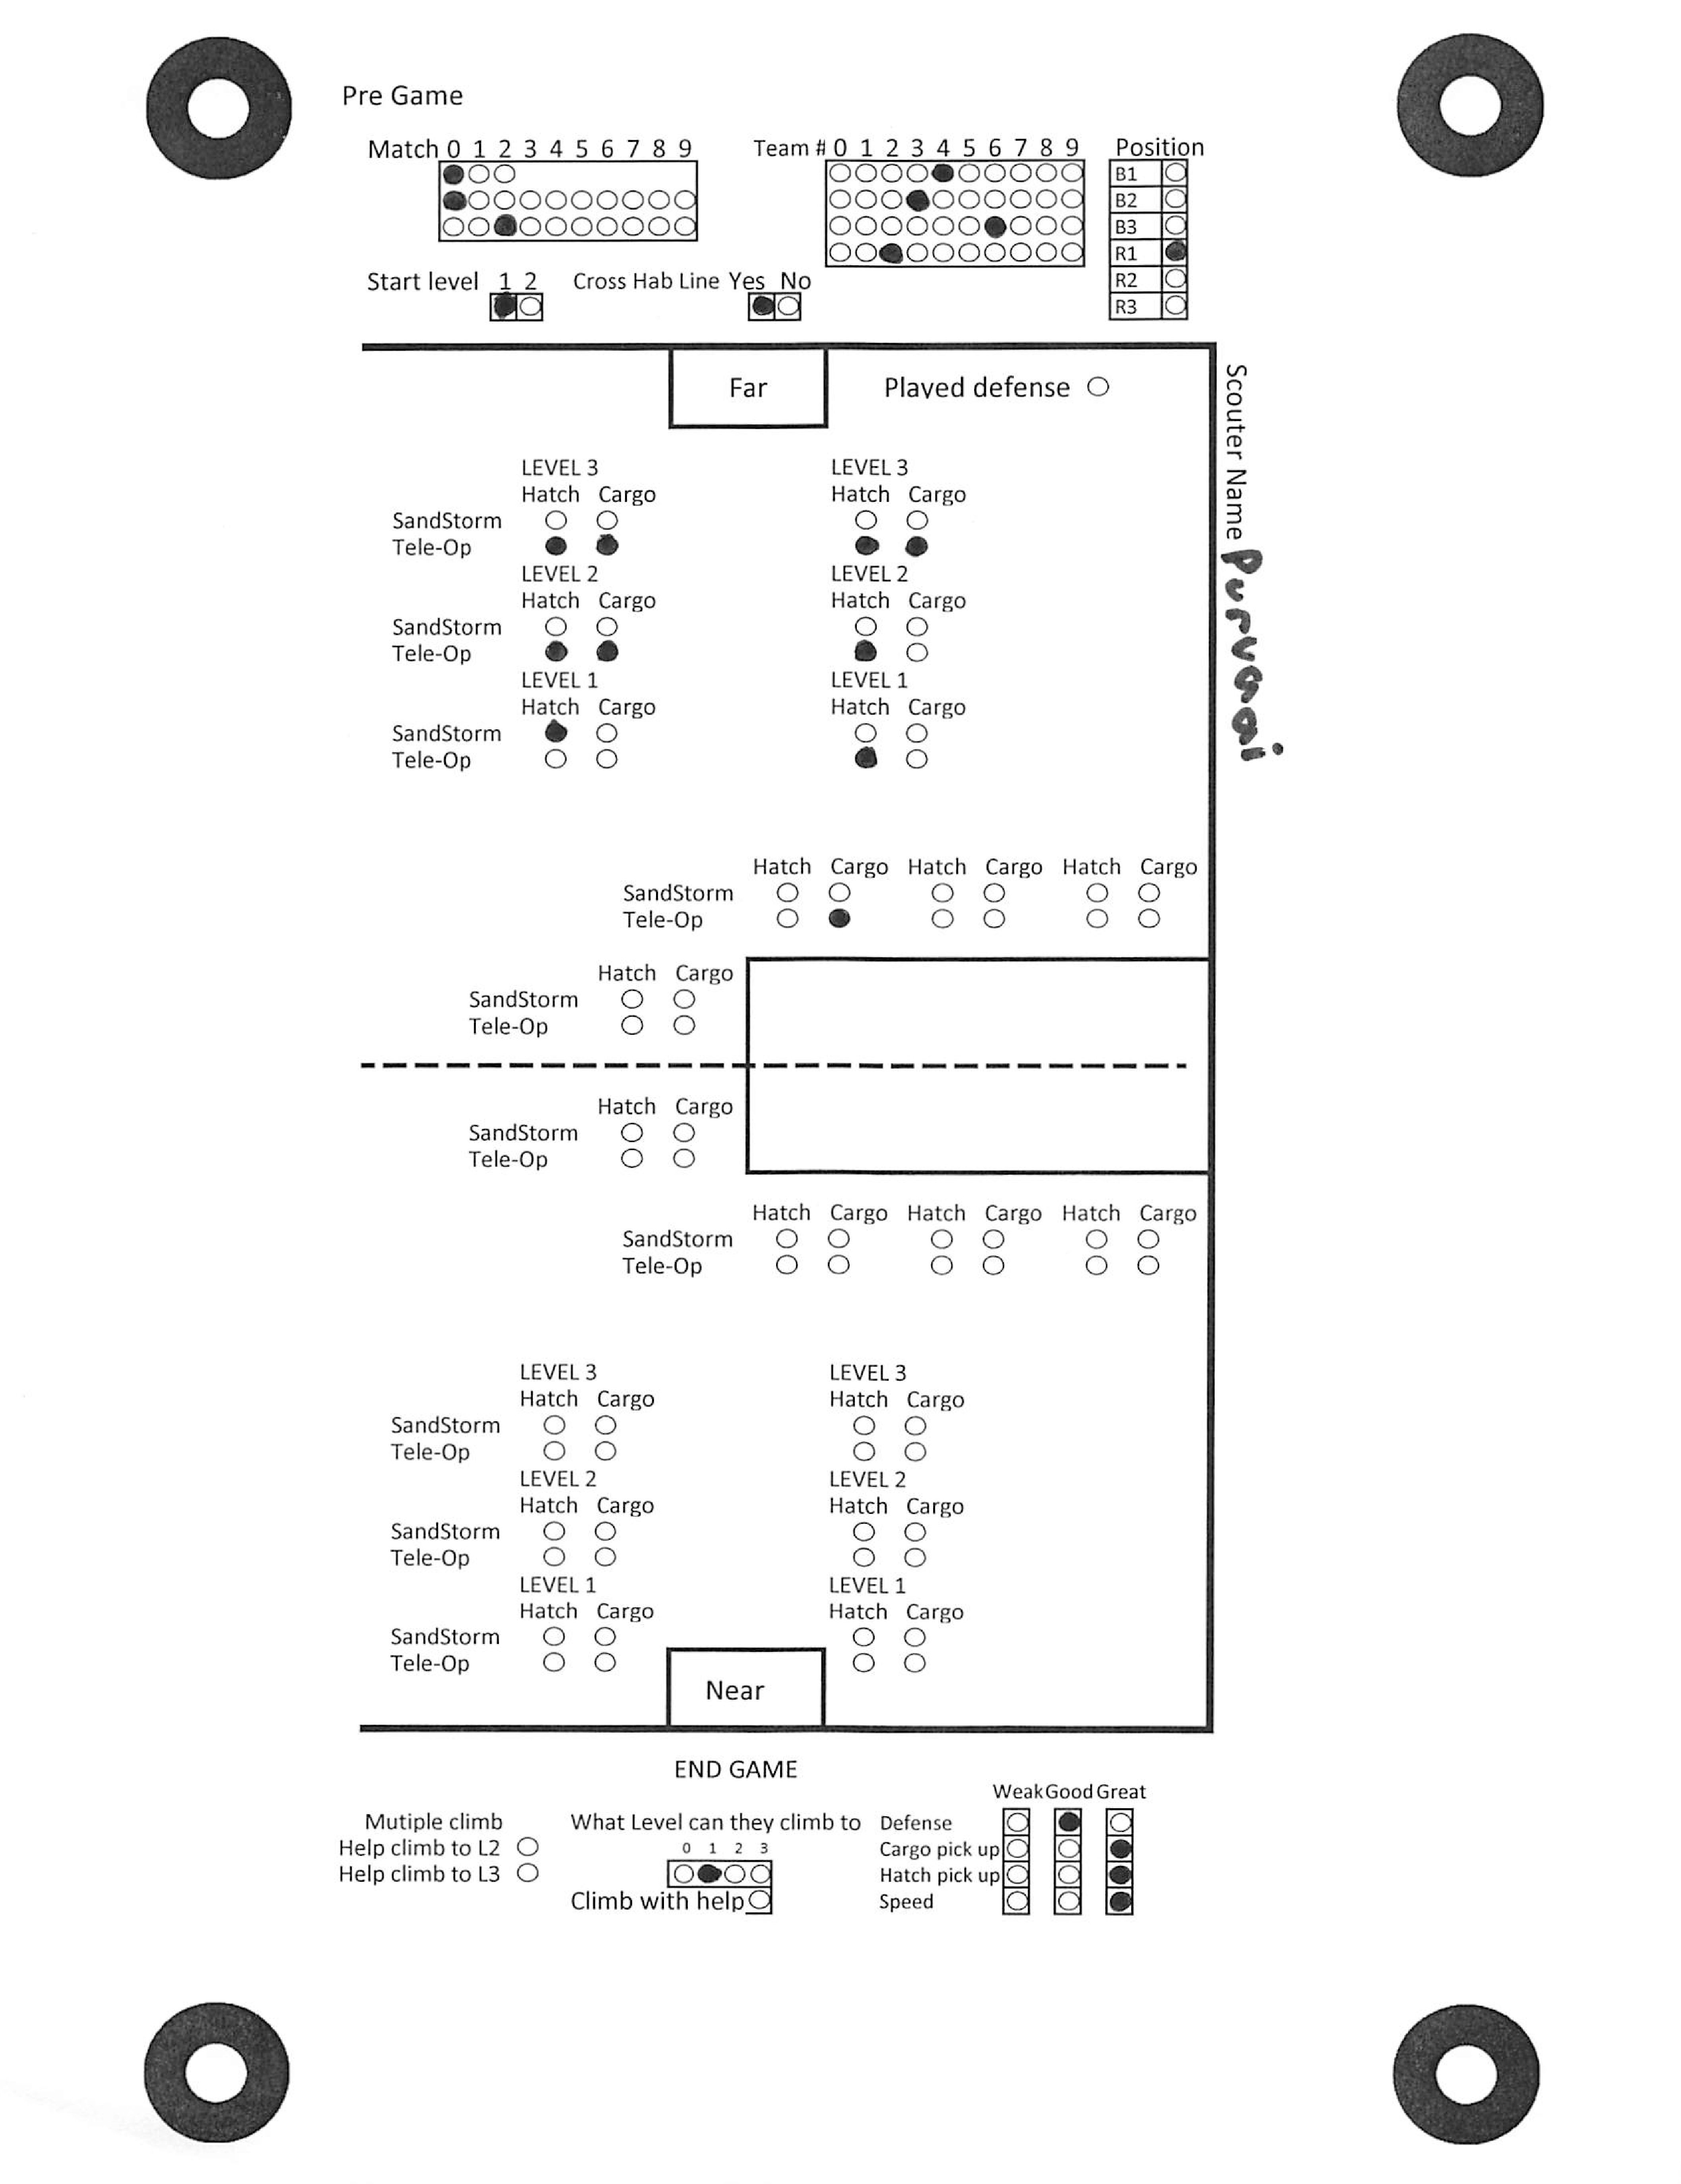 Pre Game
Match 0 1 2 3 4 5 6 7 8 9
Team # 0 1 2 3 4 5 6 7 8 9
Position
B1
B2
B3
R1
R2
R3
Start level 1 2
Cross Hab Line Yes No
Far
Played defense
Scouter Name
LEVEL 3 LEVEL 3
Hatch Cargo Hatch Cargo
SandStorm
Tele-Op
LEVEL 2 LEVEL 2
Hatch Cargo Hatch Cargo
SandStorm
Tele-Op
LEVEL 1 LEVEL 1
Hatch Cargo Hatch Cargo
SandStorm
Tele-Op
Hatch Cargo Hatch Cargo Hatch Cargo
SandStorm
Tele-Op
Hatch Cargo
SandStorm
Tele-Op
Hatch Cargo
SandStorm
Tele-Op
Hatch Cargo Hatch Cargo Hatch Cargo
SandStorm
Tele-Op
LEVEL 3 LEVEL 3
Hatch Cargo Hatch Cargo
SandStorm
Tele-Op
LEVEL 2 LEVEL 2
Hatch Cargo Hatch Cargo
SandStorm
Tele-Op
LEVEL 1 LEVEL 1
Hatch Cargo Hatch Cargo
SandStorm
Tele-Op
Near
END GAME
Mutiple climb
Help climb to L2
Help climb to L3
What Level can they climb to
0 1 2 3
Climb with help
Weak Good Great
Defense
Cargo pick up
Hatch pick up
Speed